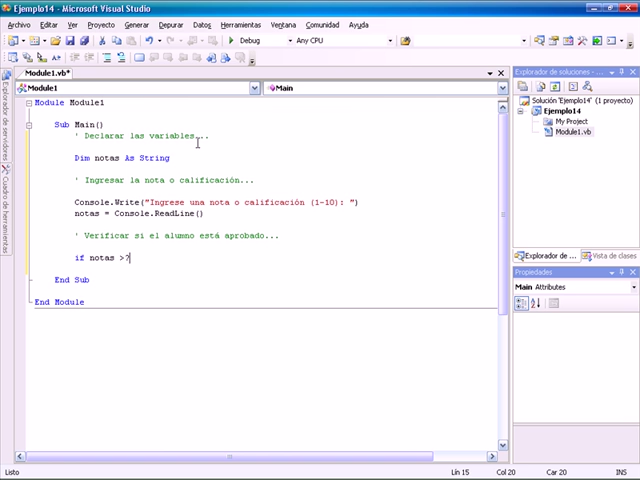 Ejemplo14 - Microsoft Visual Studio
Archivo Editar Ver Proyecto Generar Depurar Datos Herramientas Ventana Comunidad Ayuda
Debug Any CPU
Module1.vb*
Module1 Main
Module Module1
Sub Main()
' Declarar las variables...
Dim notas As String
' Ingresar la nota o calificación...
Console.Write("Ingrese una nota o calificación (1-10): ")
notas = Console.ReadLine()
' Verificar si el alumno está aprobado...
if notas >?
End Sub
End Module
Explorador de servidores
Cuadro de herramientas
Explorador de soluciones - ...
Solución 'Ejemplo14' (1 proyecto)
Ejemplo14
My Project
Module1.vb
Explorador de... Vista de clases
Propiedades
Main Attributes
Listo Lín 15 Col 20 Car 20 INS